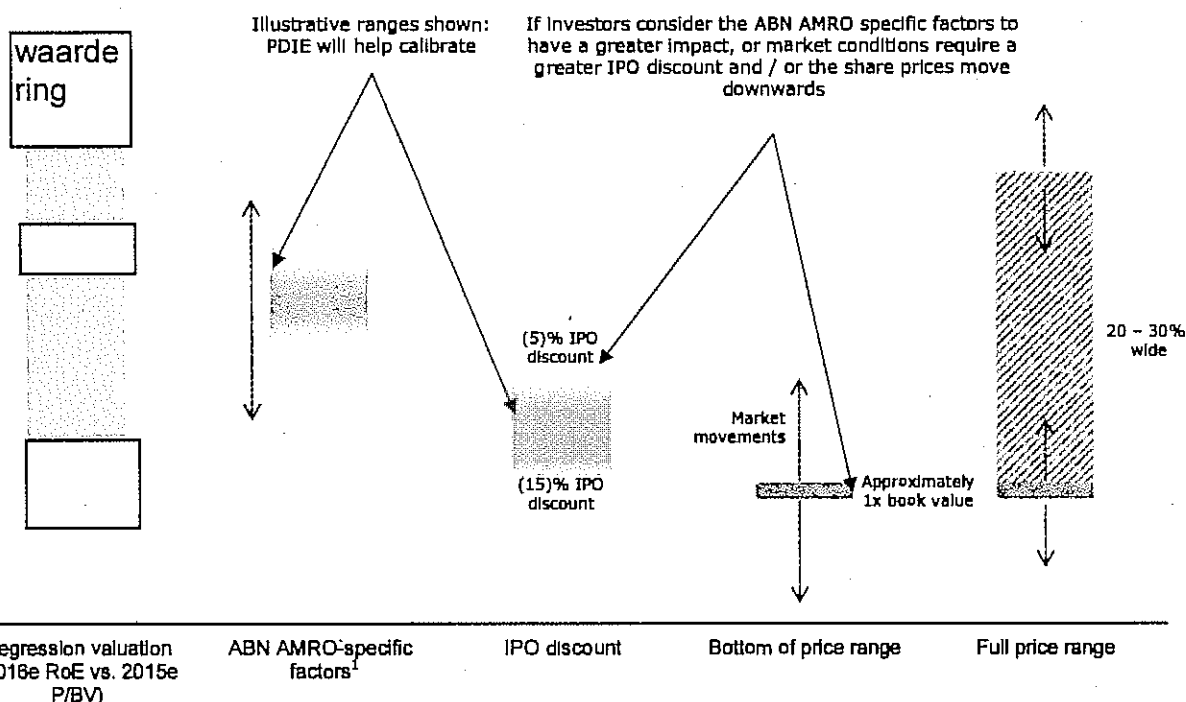 waarde
ring
Illustrative ranges shown:
PDIE will help calibrate
If investors consider the ABN AMRO specific factors to
have a greater impact, or market conditions require a
greater IPO discount and / or the share prices move
downwards
(5)% IPO
discount
(15)% IPO
discount
Market
movements
Approximately
1x book value
20 – 30%
wide
egression valuation
016e RoE vs. 2015e
P/BV)
ABN AMRO-specific
factors1
IPO discount
Bottom of price range
Full price range